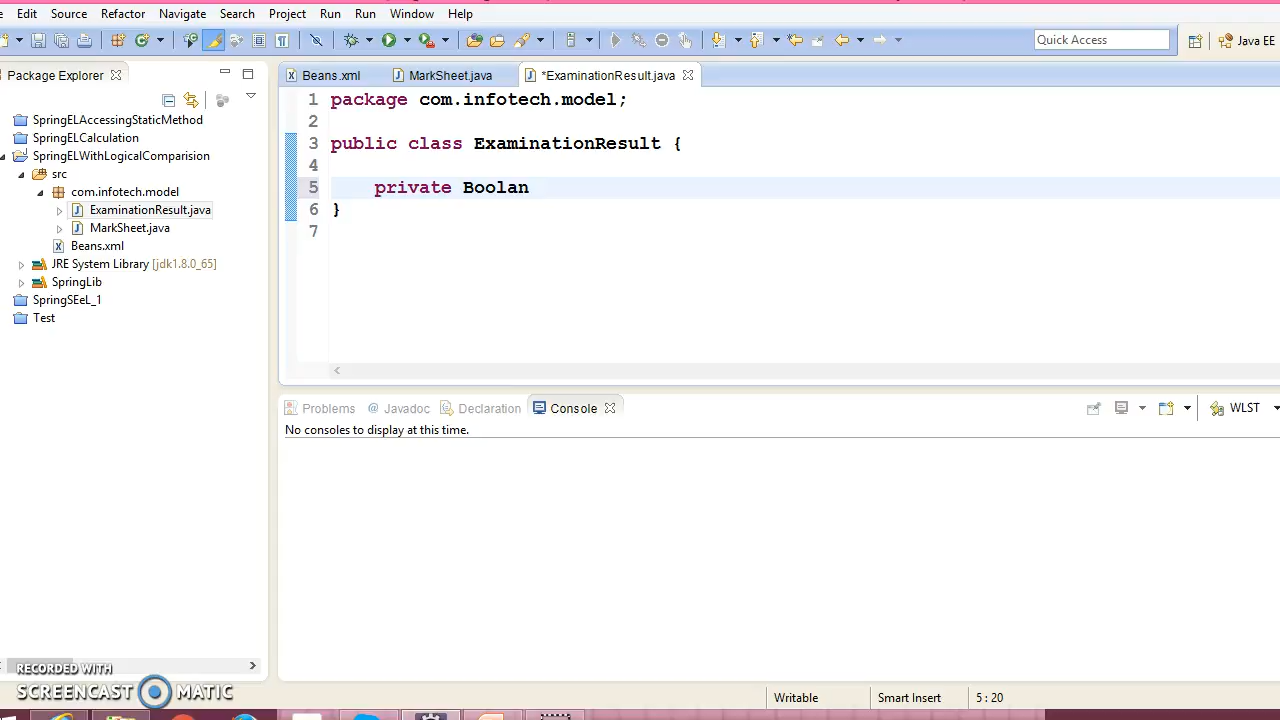 Edit Source Refactor Navigate Search Project Run Run Window Help
Quick Access
Java EE
Package Explorer
Beans.xml
MarkSheet.java
*ExaminationResult.java
SpringELAccessingStaticMethod
SpringELCalculation
SpringELWithLogicalComparision
src
com.infotech.model
ExaminationResult.java
MarkSheet.java
Beans.xml
JRE System Library [jdk1.8.0_65]
SpringLib
SpringSEeL_1
Test
1 package com.infotech.model;
2
3 public class ExaminationResult {
4
5 private Boolan
6 }
7
Problems @ Javadoc Declaration Console
WLST
No consoles to display at this time.
RECORDED WITH
SCREENCAST MATIC
Writable Smart Insert 5 : 20